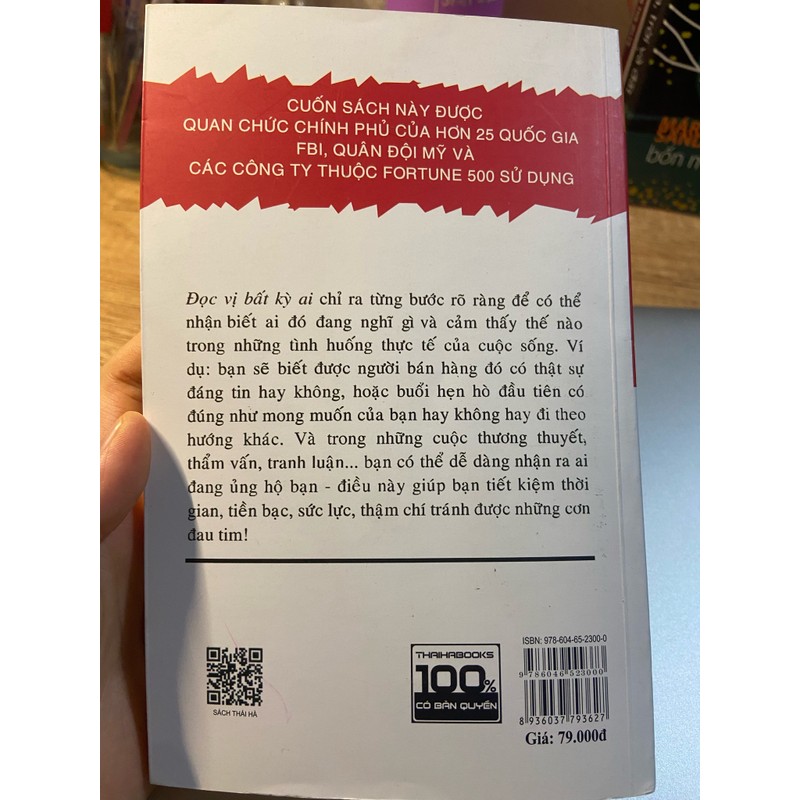 CUỐN SÁCH NÀY ĐƯỢC
QUAN CHỨC CHÍNH PHỦ CỦA HƠN 25 QUỐC GIA
FBI, QUÂN ĐỘI MỸ VÀ
CÁC CÔNG TY THUỘC FORTUNE 500 SỬ DỤNG
Đọc vị bất kỳ ai chỉ ra từng bước rõ ràng để có thể
nhận biết ai đó đang nghĩ gì và cảm thấy thế nào
trong những tình huống thực tế của cuộc sống. Ví
dụ: bạn sẽ biết được người bán hàng đó có thật sự
đáng tin hay không, hoặc buổi hẹn hò đầu tiên có
đúng như mong muốn của bạn hay không hay đi theo
hướng khác. Và trong những cuộc thương thuyết,
thẩm vấn, tranh luận... bạn có thể dễ dàng nhận ra ai
đang ủng hộ bạn - điều này giúp bạn tiết kiệm thời
gian, tiền bạc, sức lực, thậm chí tránh được những cơn
đau tim!
SÁCH THÁI HÀ
THAIHABOOKS
100%
CÓ BẢN QUYỀN
ISBN: 978-604-65-2300-0
9 786046 523000
8 936037 793627
Giá: 79.000đ
bốn